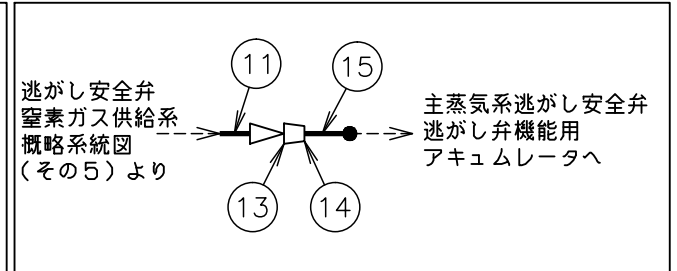 11
15
逃がし安全弁
窒素ガス供給系
概略系統図
(その5)より
主蒸気系逃がし安全弁
逃がし弁機能用
アキュムレータへ
13
14